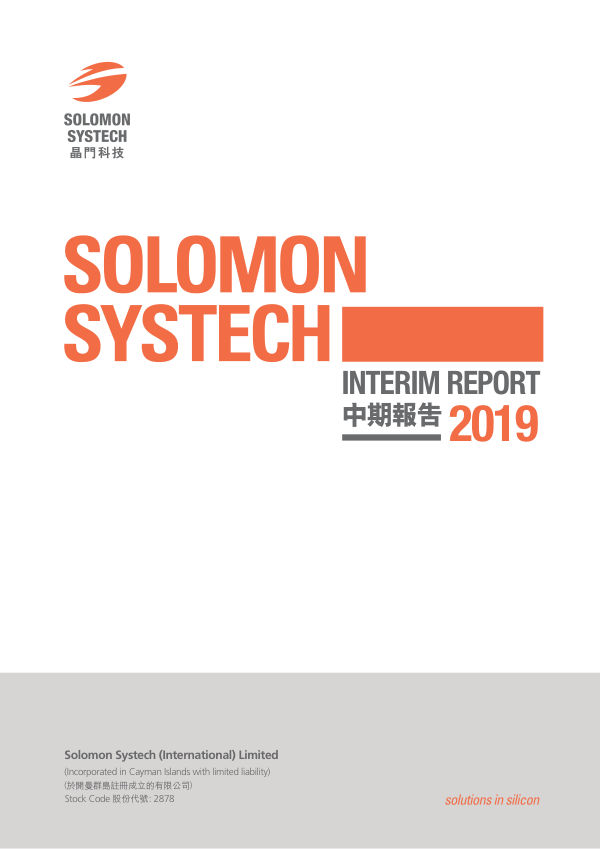 SOLOMON
SYSTECH
晶門科技
SOLOMON
SYSTECH
INTERIM REPORT
中期報告 2019
Solomon Systech (International) Limited
(Incorporated in Cayman Islands with limited liability)
(於開曼群島註冊成立的有限公司)
Stock Code 股份代號: 2878
solutions in silicon